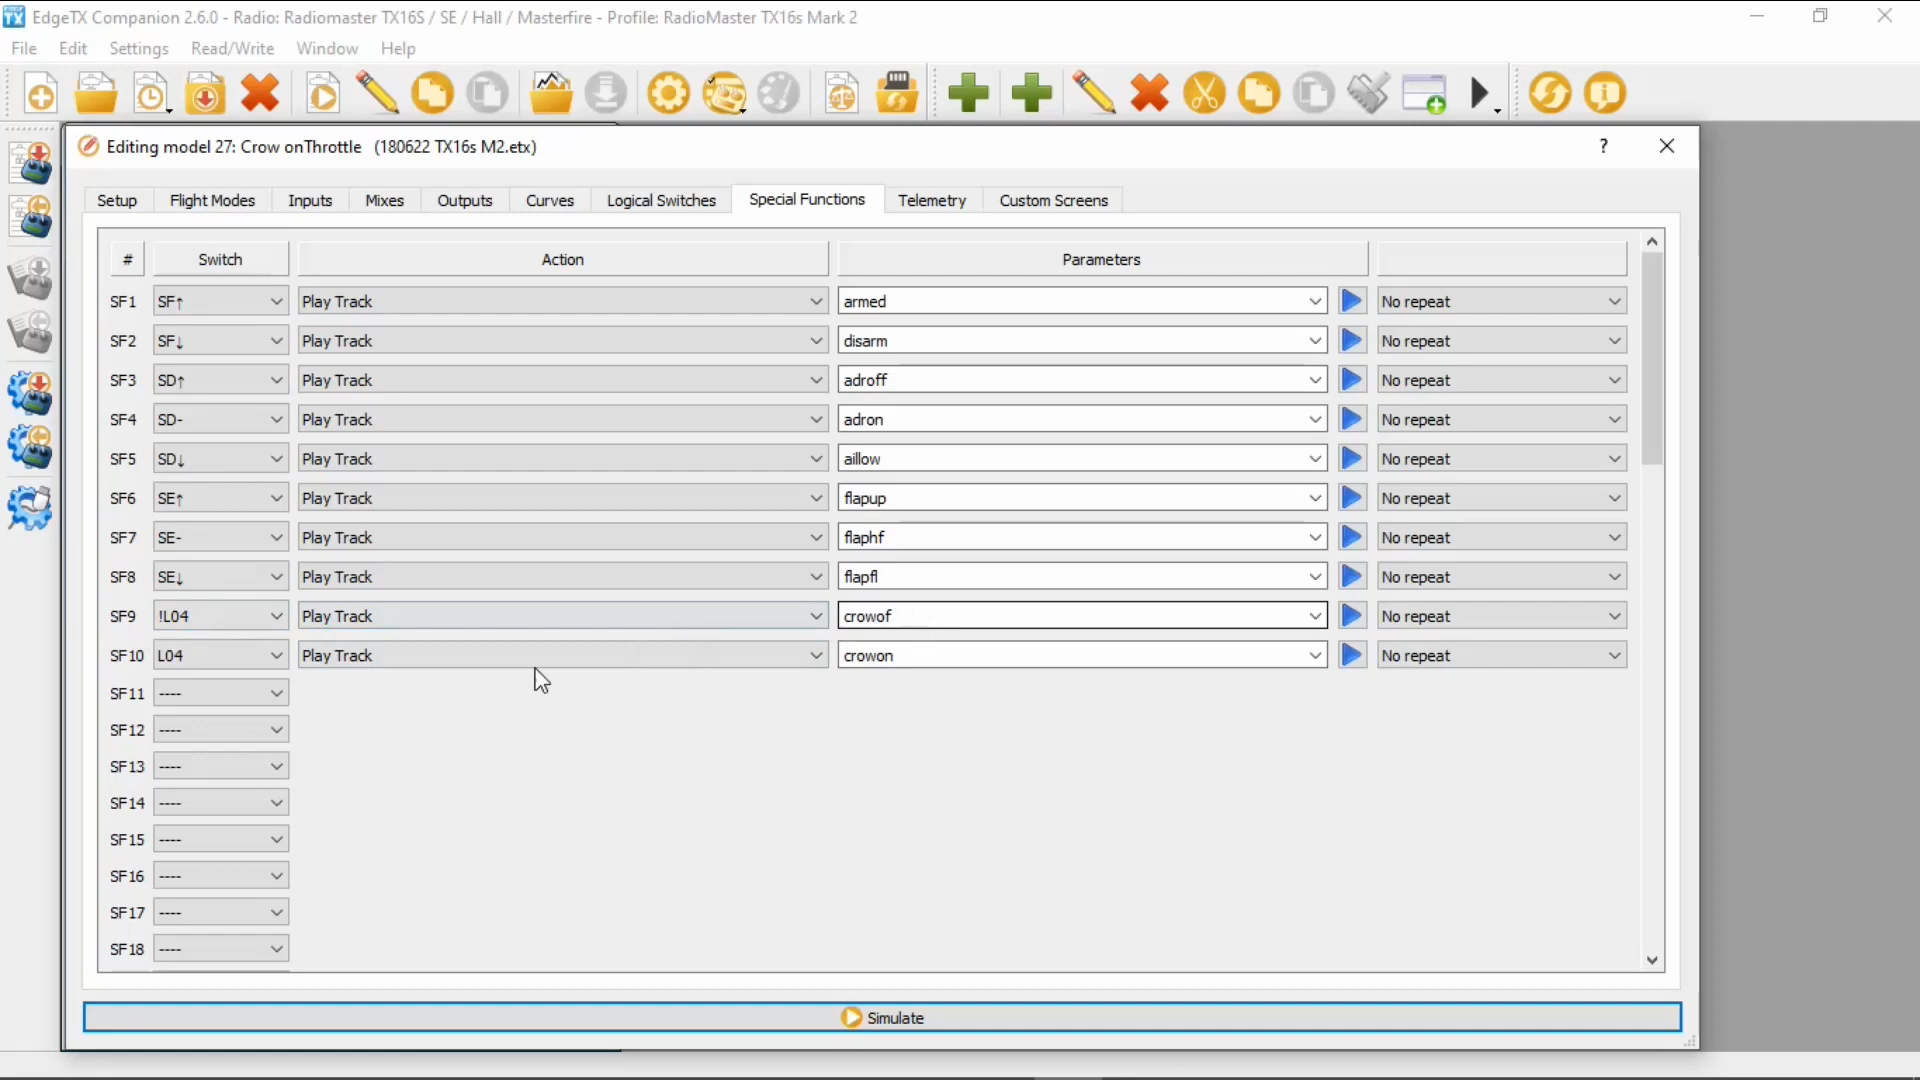 EdgeTX Companion 2.6.0 - Radio: Radiomaster TX16S / SE / Hall / Masterfire - Profile: RadioMaster TX16s Mark 2
File Edit Settings Read/Write Window Help
Editing model 27: Crow onThrottle (180622 TX16s M2.etx) ?
Setup Flight Modes Inputs Mixes Outputs Curves Logical Switches Special Functions Telemetry Custom Screens
# Switch Action Parameters
SF1 SF↑ Play Track armed No repeat
SF2 SF↓ Play Track disarm No repeat
SF3 SD↑ Play Track adroff No repeat
SF4 SD- Play Track adron No repeat
SF5 SD↓ Play Track aillow No repeat
SF6 SE↑ Play Track flapup No repeat
SF7 SE- Play Track flaphf No repeat
SF8 SE↓ Play Track flapfl No repeat
SF9 !L04 Play Track crowof No repeat
SF10 L04 Play Track crowon No repeat
SF11 ----
SF12 ----
SF13 ----
SF14 ----
SF15 ----
SF16 ----
SF17 ----
SF18 ----
Simulate